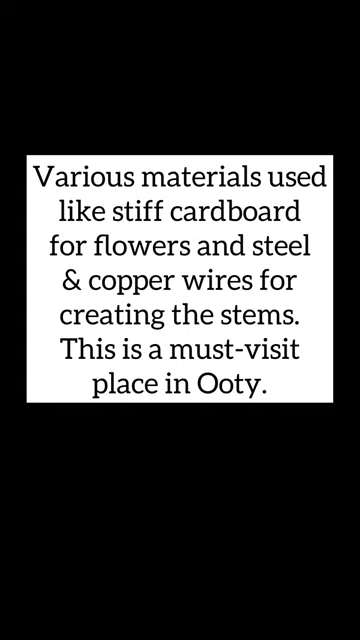 Various materials used
like stiff cardboard
for flowers and steel
& copper wires for
creating the stems.
This is a must-visit
place in Ooty.